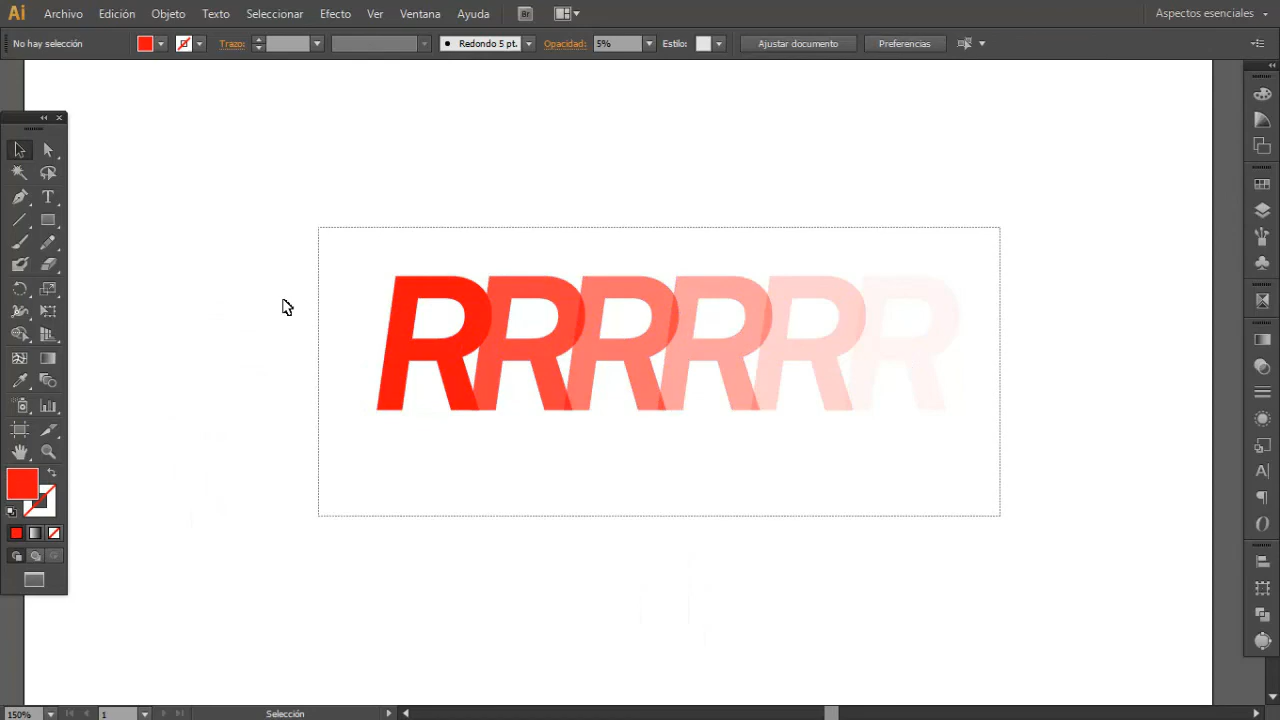 Ai Archivo Edición Objeto Texto Seleccionar Efecto Ver Ventana Ayuda Br Aspectos esenciales
No hay selección Trazo: Redondo 5 pt. Opacidad: 5% Estilo: Ajustar documento Preferencias
RRRRRR
150% 1 Selección